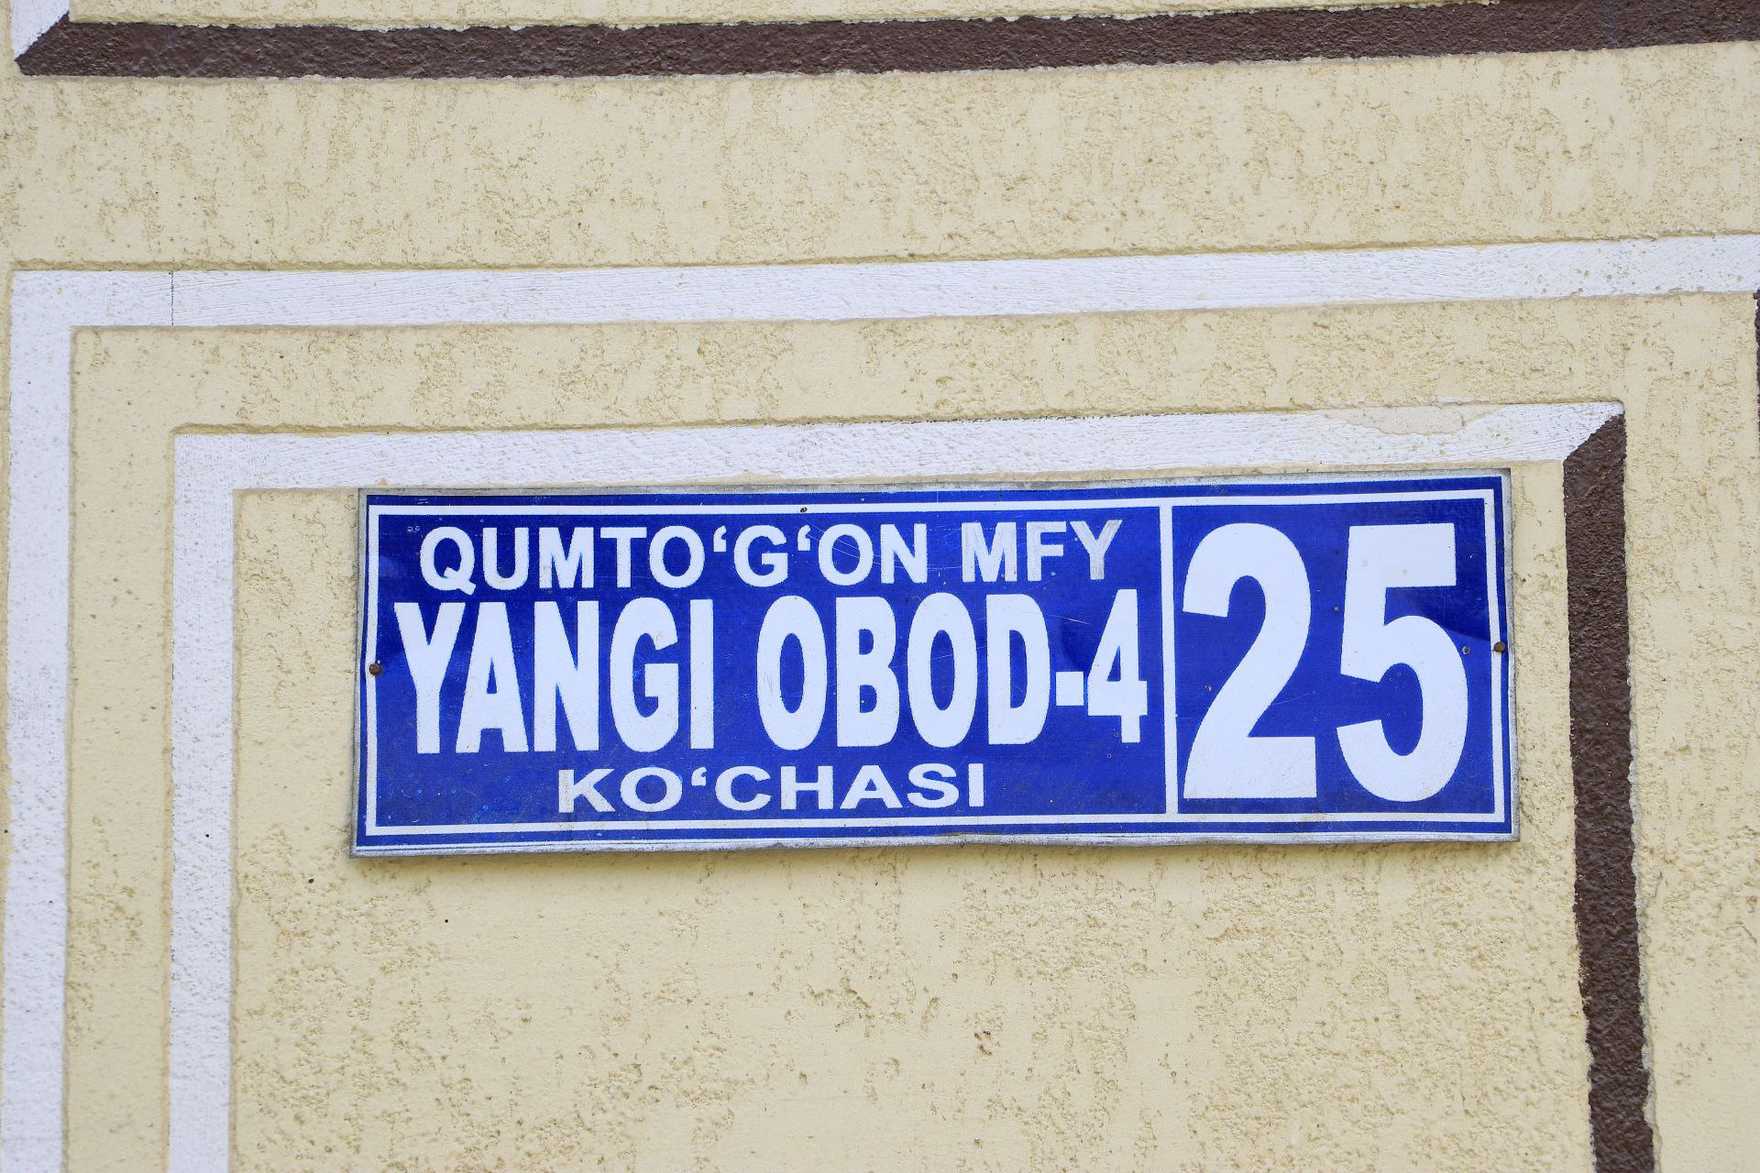 QUMTO‘G‘ON MFY
YANGI OBOD-4
KO‘CHASI
25